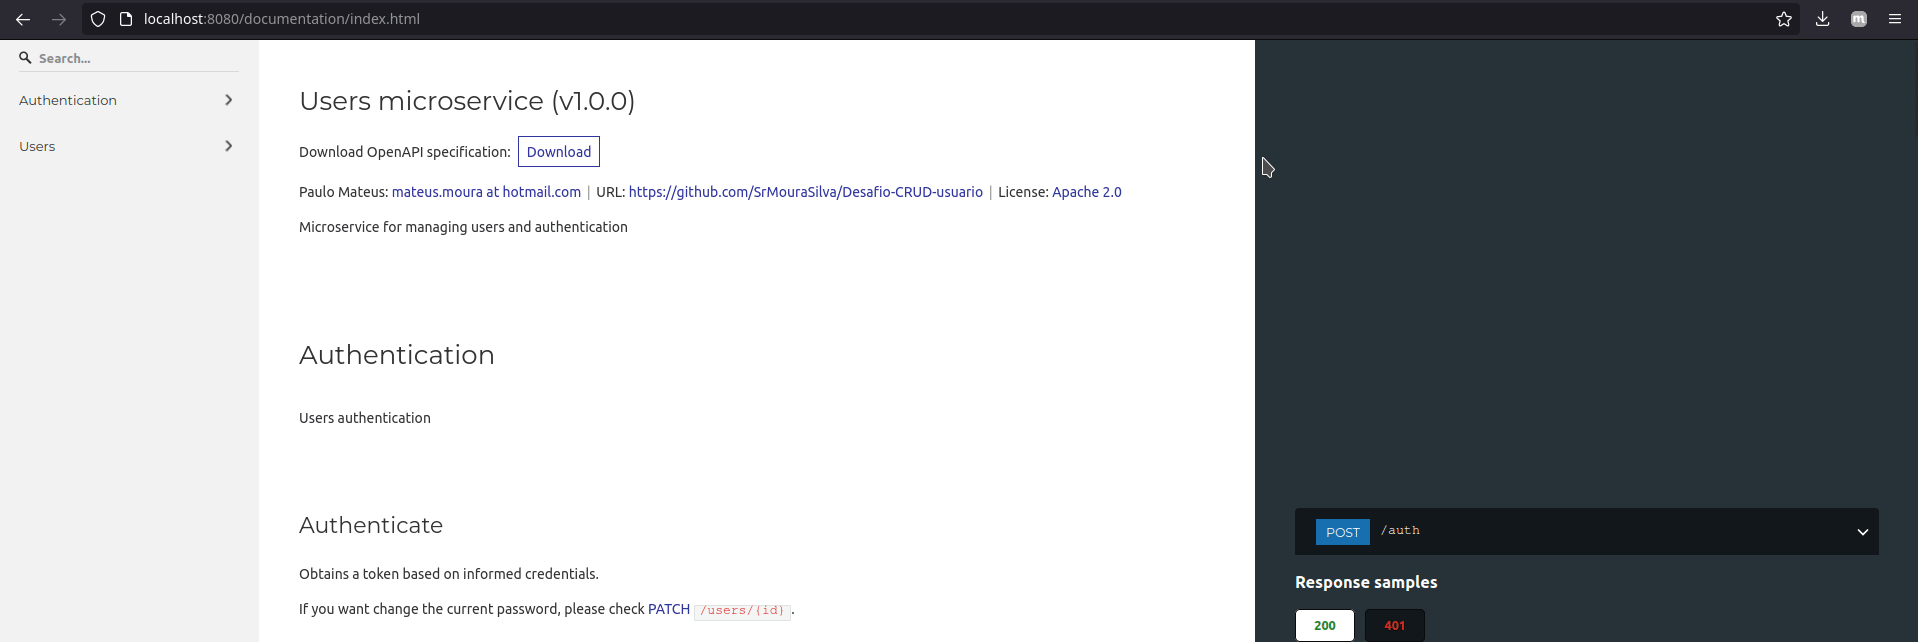 localhost:8080/documentation/index.html
Search...
Authentication
Users
Users microservice (v1.0.0)
Download OpenAPI specification: Download
Paulo Mateus: mateus.moura at hotmail.com | URL: https://github.com/SrMouraSilva/Desafio-CRUD-usuario | License: Apache 2.0
Microservice for managing users and authentication
Authentication
Users authentication
Authenticate
Obtains a token based on informed credentials.
If you want change the current password, please check PATCH /users/{id}.
POST /auth
Response samples
200 401